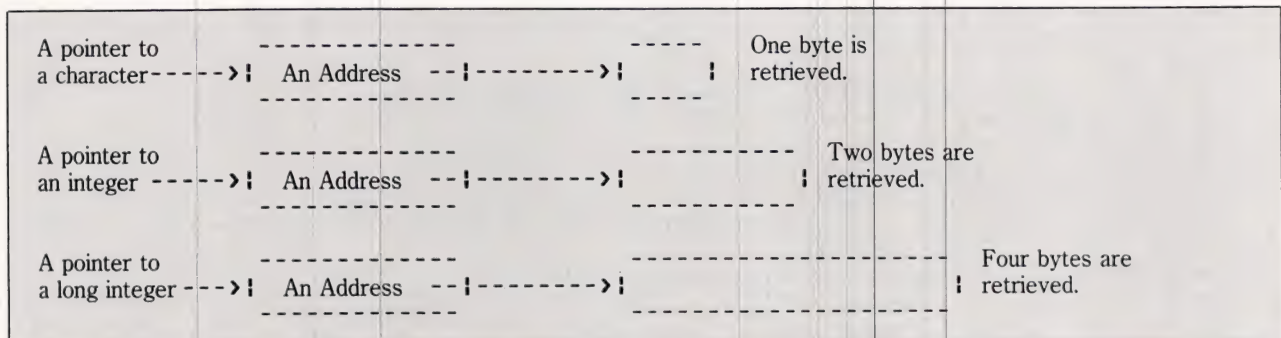 A pointer to ------------- ----- One byte is
a character------>¦ An Address --¦-------->¦ ¦ retrieved.
------------- -----
A pointer to ------------- ----------- Two bytes are
an integer ----->¦ An Address --¦-------->¦ ¦ retrieved.
------------- -----------
A pointer to ------------- --------------------- Four bytes are
a long integer --->¦ An Address --¦-------->¦ ¦ retrieved.
------------- ---------------------